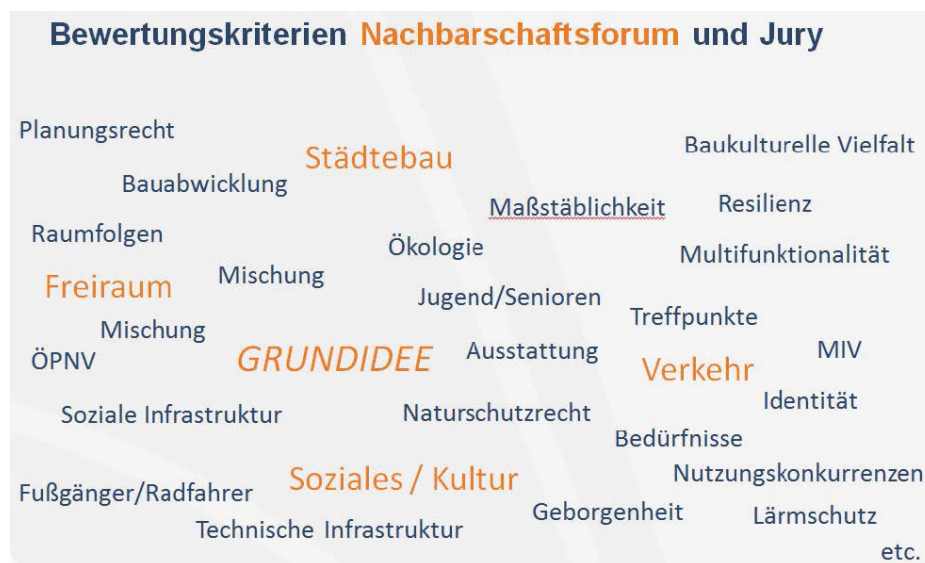 Bewertungskriterien Nachbarschaftsforum und Jury
Planungsrecht
Städtebau
Baukulturelle Vielfalt
Bauabwicklung
Maßstäblichkeit
Resilienz
Raumfolgen
Ökologie
Multifunktionalität
Freiraum
Mischung
Jugend/Senioren
Treffpunkte
Mischung
ÖPNV
GRUNDIDEE
Ausstattung
Verkehr
MIV
Identität
Soziale Infrastruktur
Naturschutzrecht
Bedürfnisse
Nutzungskonkurrenzen
Soziales / Kultur
Fußgänger/Radfahrer
Geborgenheit
Lärmschutz
Technische Infrastruktur
etc.